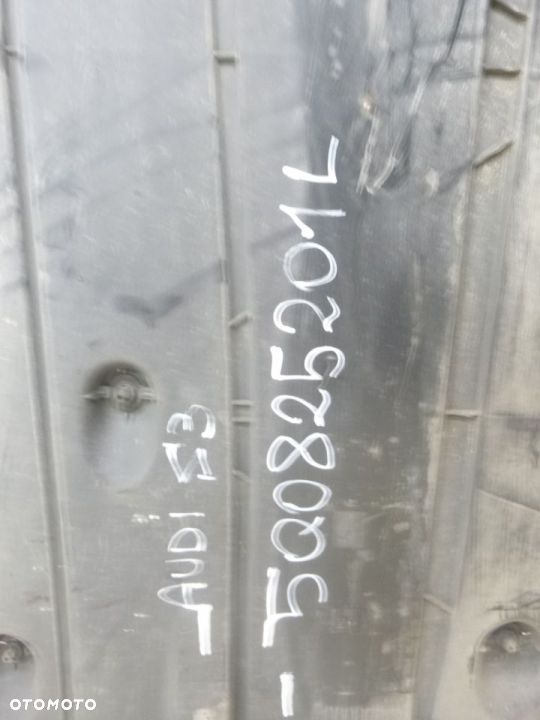 - AUDi S3
- 5Q0825201L
OTOMOTO